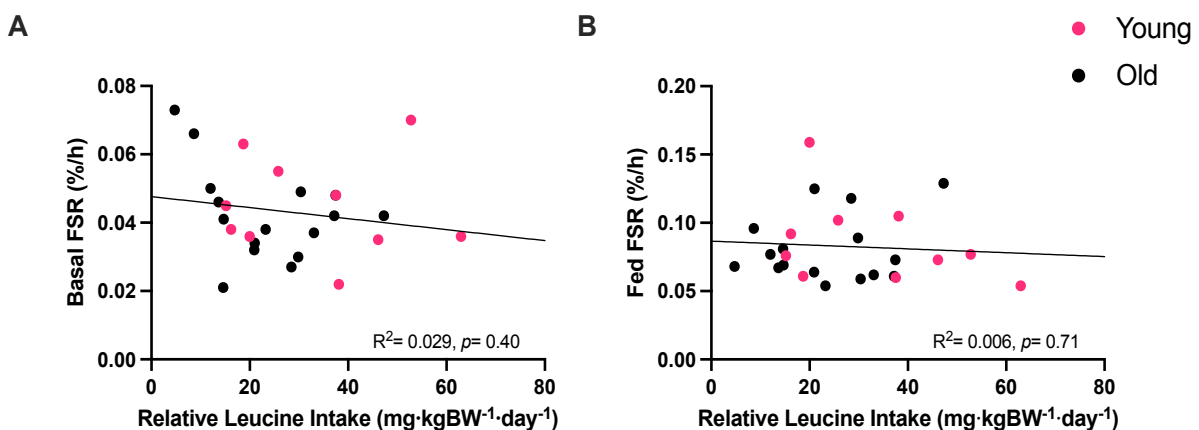 A
B
Young
Old
Basal FSR (%/h)
0.08
0.06
0.04
0.02
0.00
0 20 40 60 80
R²= 0.029, p= 0.40
Relative Leucine Intake (mg·kgBW⁻¹·day⁻¹)
Fed FSR (%/h)
0.20
0.15
0.10
0.05
0.00
0 20 40 60 80
R²= 0.006, p= 0.71
Relative Leucine Intake (mg·kgBW⁻¹·day⁻¹)